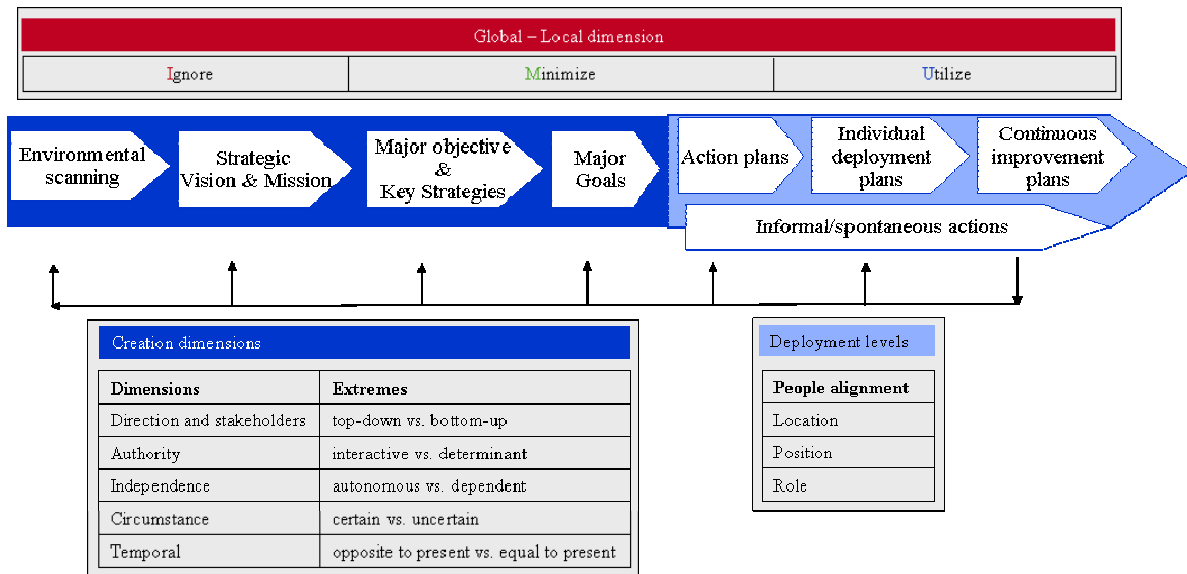 Global – Local dimension
Ignore
Minimize
Utilize
Environmental
scanning
Strategic
Vision & Mission
Major objective
&
Key Strategies
Major
Goals
Action plans
Individual
deployment
plans
Continuous
improvement
plans
Informal/spontaneous actions
Creation dimensions
Dimensions Extremes
Direction and stakeholders top-down vs. bottom-up
Authority interactive vs. determinant
Independence autonomous vs. dependent
Circumstance certain vs. uncertain
Temporal opposite to present vs. equal to present
Deployment levels
People alignment
Location
Position
Role